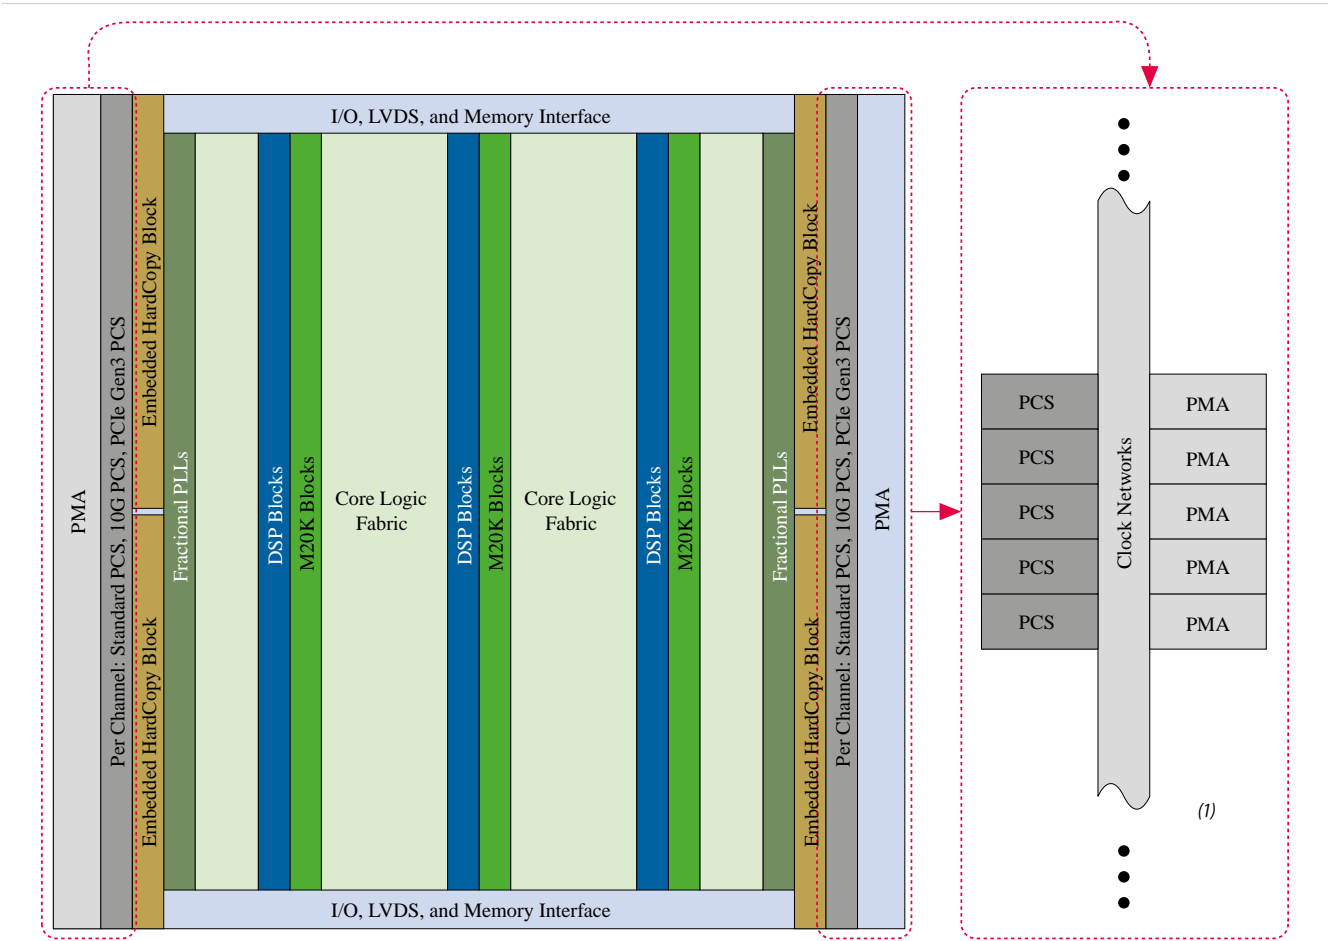 I/O, LVDS, and Memory Interface
PMA
Per Channel: Standard PCS, 10G PCS, PCIe Gen3 PCS
Embedded HardCopy Block
Embedded HardCopy Block
Fractional PLLs
DSP Blocks
M20K Blocks
Core Logic
Fabric
DSP Blocks
M20K Blocks
Core Logic
Fabric
DSP Blocks
M20K Blocks
Fractional PLLs
Embedded HardCopy Block
Embedded HardCopy Block
Per Channel: Standard PCS, 10G PCS, PCIe Gen3 PCS
PMA
I/O, LVDS, and Memory Interface
PCS
PCS
PCS
PCS
PCS
Clock Networks
PMA
PMA
PMA
PMA
PMA
(1)